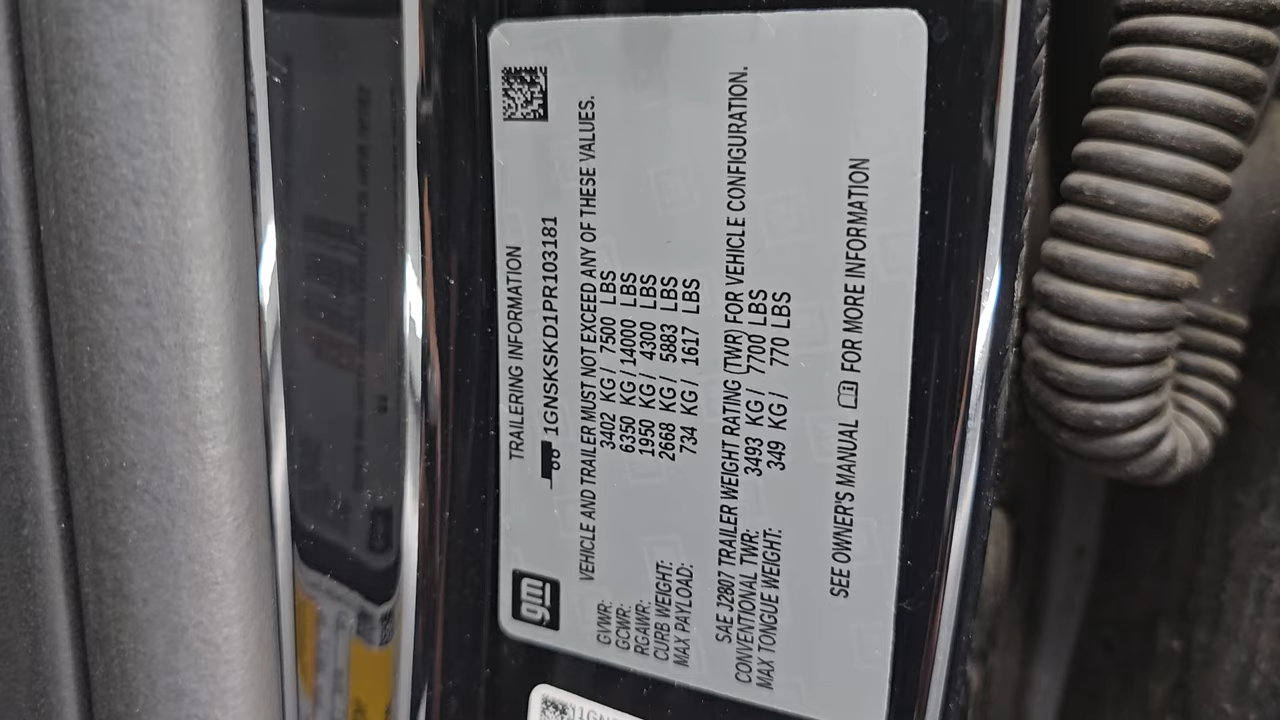 gm
TRAILERING INFORMATION
1GNSKSKD1PR103181
VEHICLE AND TRAILER MUST NOT EXCEED ANY OF THESE VALUES.
GVWR: 3402 KG / 7500 LBS
GCWR: 6350 KG / 14000 LBS
RGAWR: 1950 KG / 4300 LBS
CURB WEIGHT: 2668 KG / 5883 LBS
MAX PAYLOAD: 734 KG / 1617 LBS
SAE J2807 TRAILER WEIGHT RATING (TWR) FOR VEHICLE CONFIGURATION.
CONVENTIONAL TWR: 3493 KG / 7700 LBS
MAX TONGUE WEIGHT: 349 KG / 770 LBS
SEE OWNER'S MANUAL FOR MORE INFORMATION